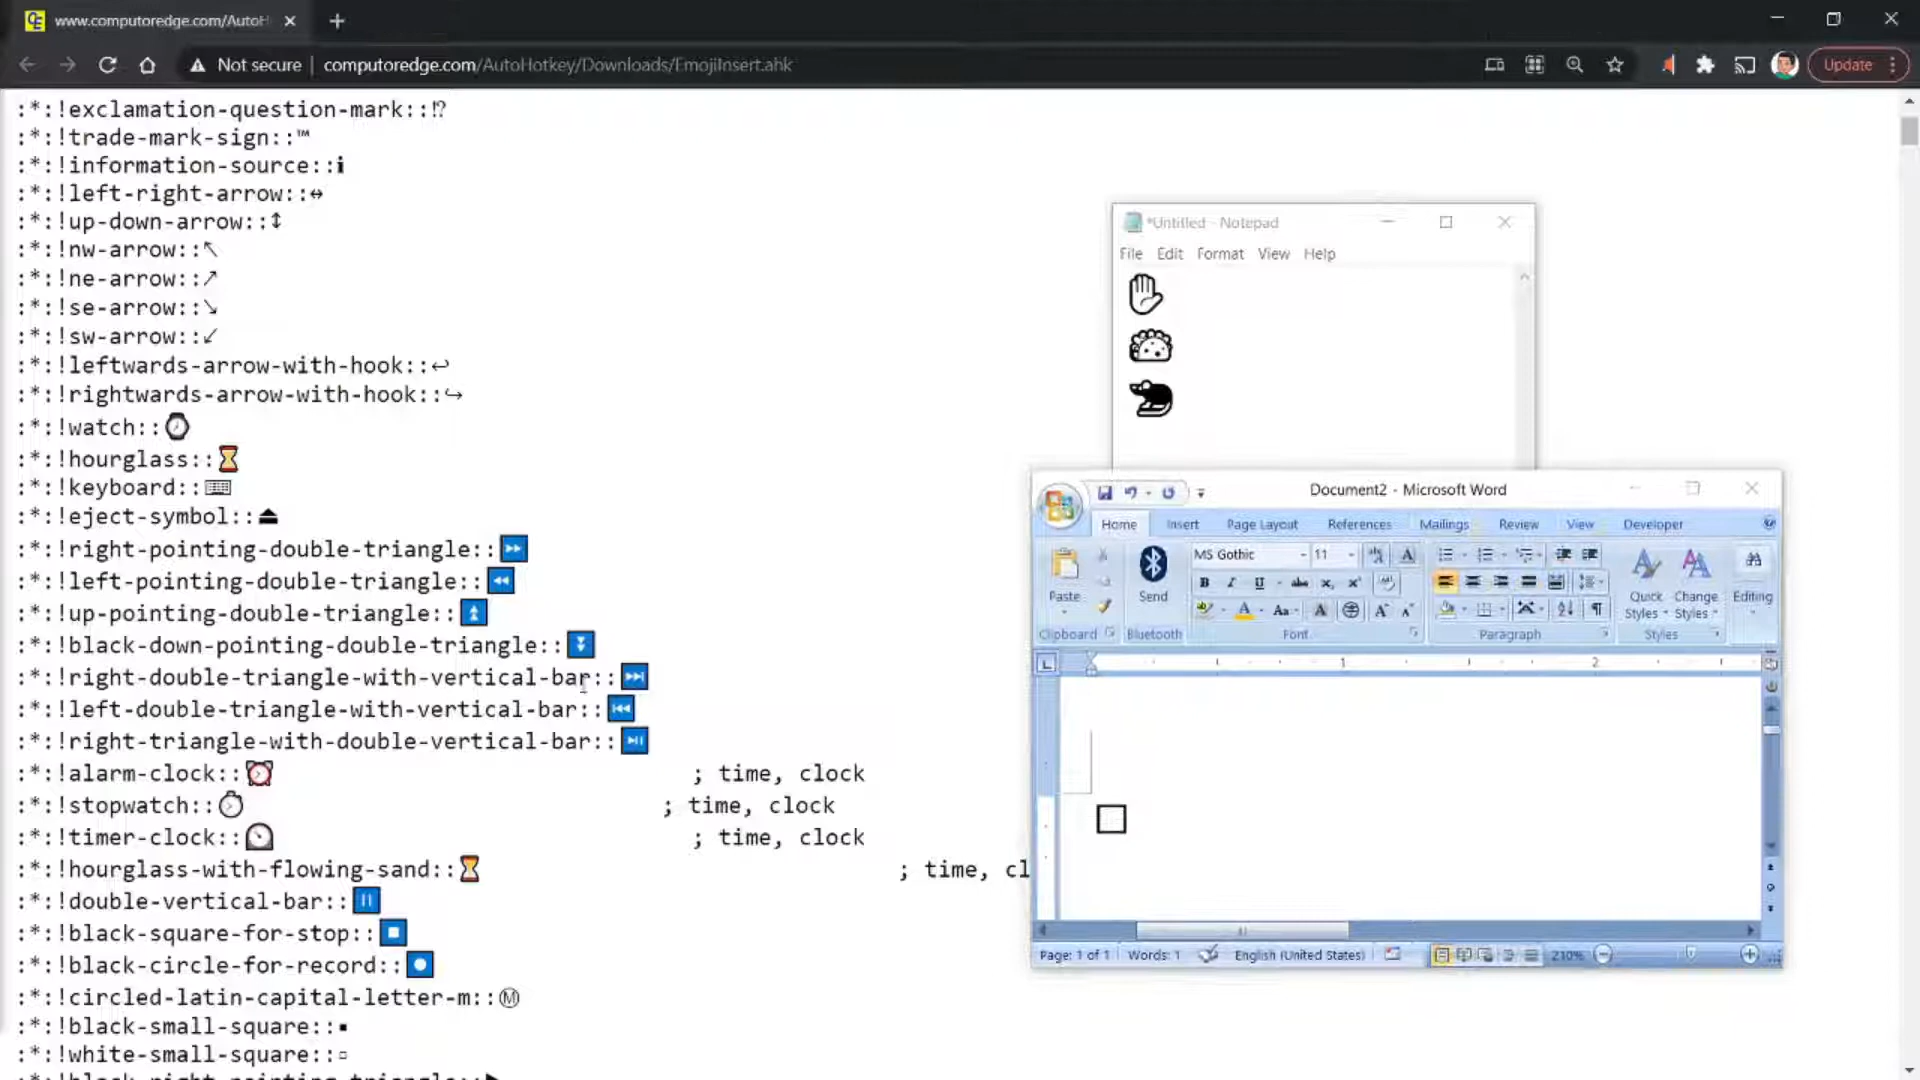 www.computoredge.com/AutoH
Not secure
computoredge.com/AutoHotkey/Downloads/EmojiInsert.ahk
Update
:*:!exclamation-question-mark::⁉
:*:!trade-mark-sign::™
:*:!information-source::ℹ
:*:!left-right-arrow::↔
:*:!up-down-arrow::↕
:*:!nw-arrow::↖
:*:!ne-arrow::↗
:*:!se-arrow::↘
:*:!sw-arrow::↙
:*:!leftwards-arrow-with-hook::↩
:*:!rightwards-arrow-with-hook::↪
:*:!watch::⌚
:*:!hourglass::⌛
:*:!keyboard::⌨
:*:!eject-symbol::⏏
:*:!right-pointing-double-triangle::⏩
:*:!left-pointing-double-triangle::⏪
:*:!up-pointing-double-triangle::⏫
:*:!black-down-pointing-double-triangle::⏬
:*:!right-double-triangle-with-vertical-bar::⏭
:*:!left-double-triangle-with-vertical-bar::⏮
:*:!right-triangle-with-double-vertical-bar::⏯
:*:!alarm-clock::⏰ ; time, clock
:*:!stopwatch::⏱ ; time, clock
:*:!timer-clock::⏲ ; time, clock
:*:!hourglass-with-flowing-sand::⏳ ; time, cl
:*:!double-vertical-bar::⏸
:*:!black-square-for-stop::⏹
:*:!black-circle-for-record::⏺
:*:!circled-latin-capital-letter-m::Ⓜ
:*:!black-small-square::▪
:*:!white-small-square::▫
*Untitled - Notepad
File Edit Format View Help
Document2 - Microsoft Word
Home Insert Page Layout References Mailings Review View Developer
MS Gothic 11
Paste
Send
Quick Styles
Change Styles
Editing
Clipboard Bluetooth Font Paragraph Styles
1 2
Page: 1 of 1 Words: 1 English (United States) 210%